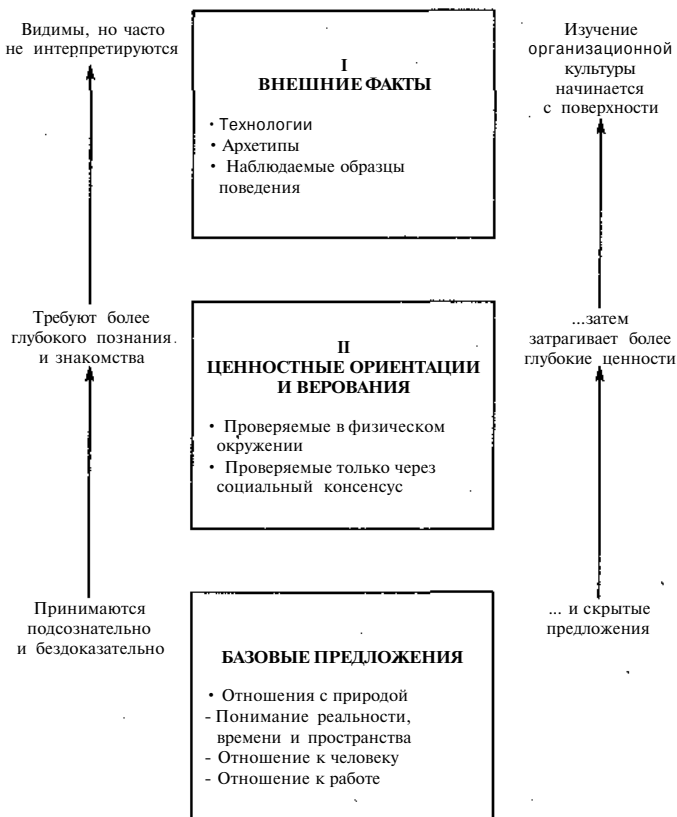 Видимы, но часто
не интерпретируются
I
ВНЕШНИЕ ФАКТЫ
• Технологии
• Архетипы
• Наблюдаемые образцы
поведения
Изучение
организационной
культуры
начинается
с поверхности
Требуют более
глубокого познания
и знакомства
II
ЦЕННОСТНЫЕ ОРИЕНТАЦИИ
И ВЕРОВАНИЯ
• Проверяемые в физическом
окружении
• Проверяемые только через
социальный консенсус
...затем
затрагивает более
глубокие ценности
Принимаются
подсознательно
и бездоказательно
БАЗОВЫЕ ПРЕДЛОЖЕНИЯ
• Отношения с природой
- Понимание реальности,
времени и пространства
- Отношение к человеку
- Отношение к работе
... и скрытые
предложения